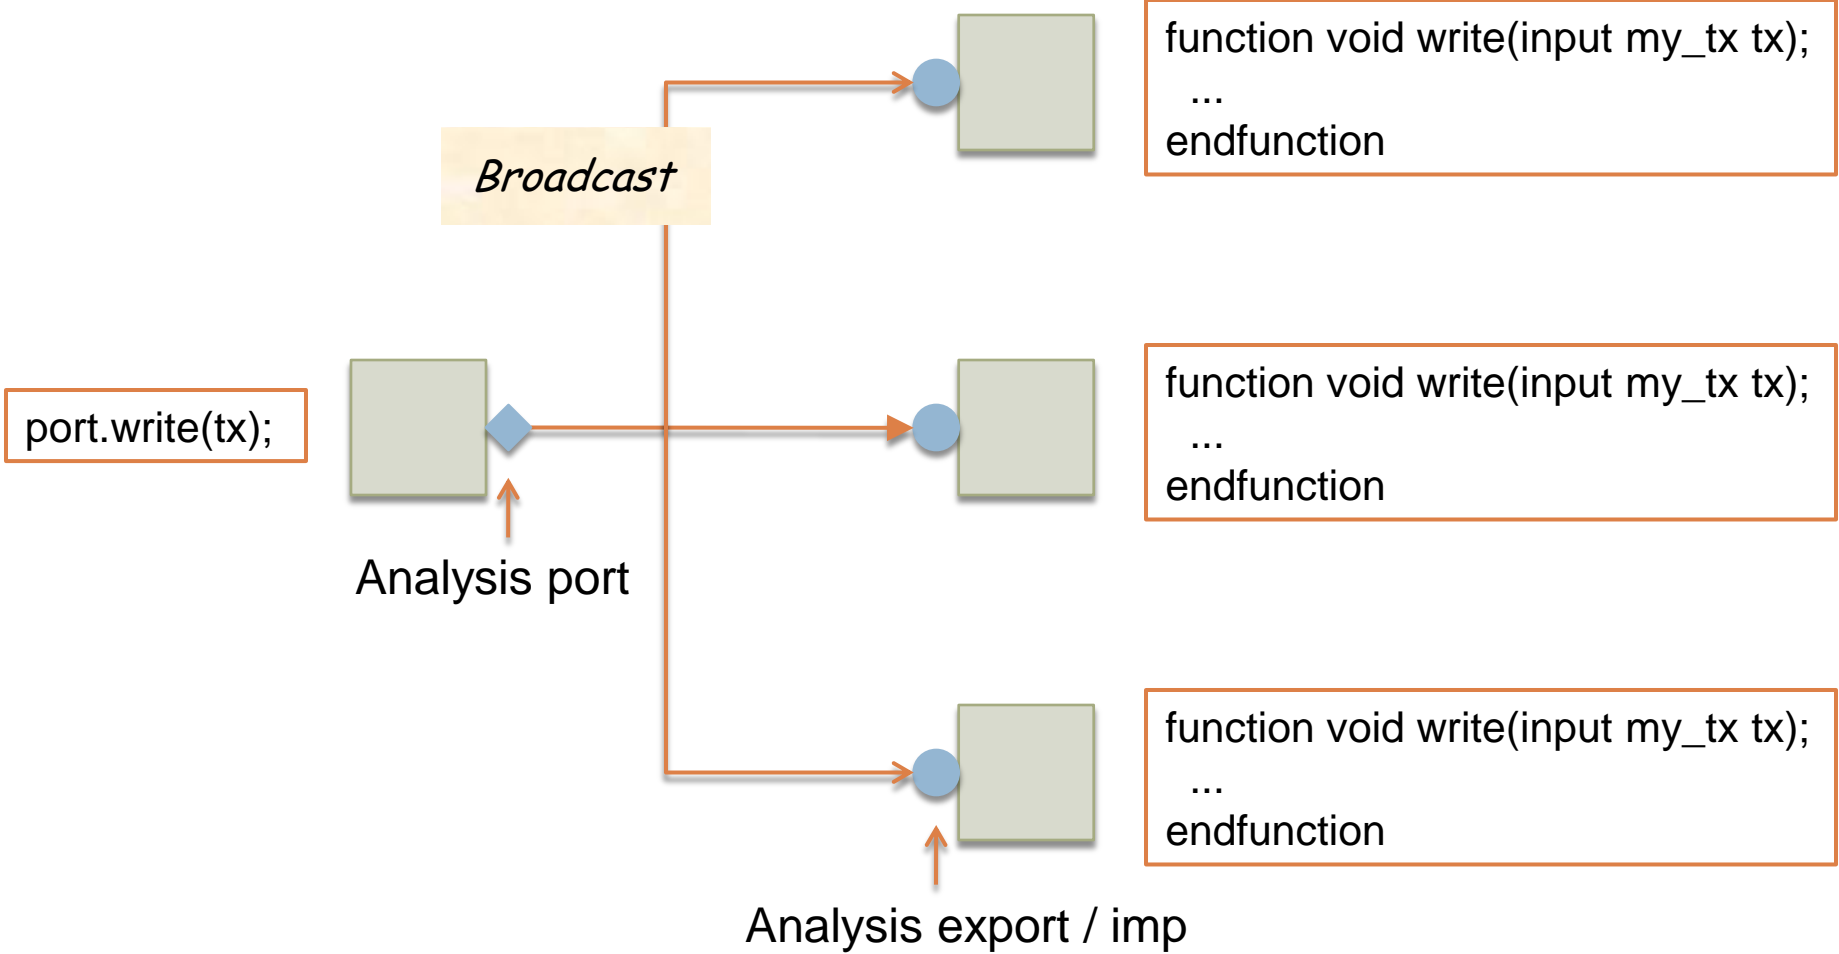 function void write(input my_tx tx);
...
endfunction
Broadcast
function void write(input my_tx tx);
...
endfunction
port.write(tx);
Analysis port
function void write(input my_tx tx);
...
endfunction
Analysis export / imp